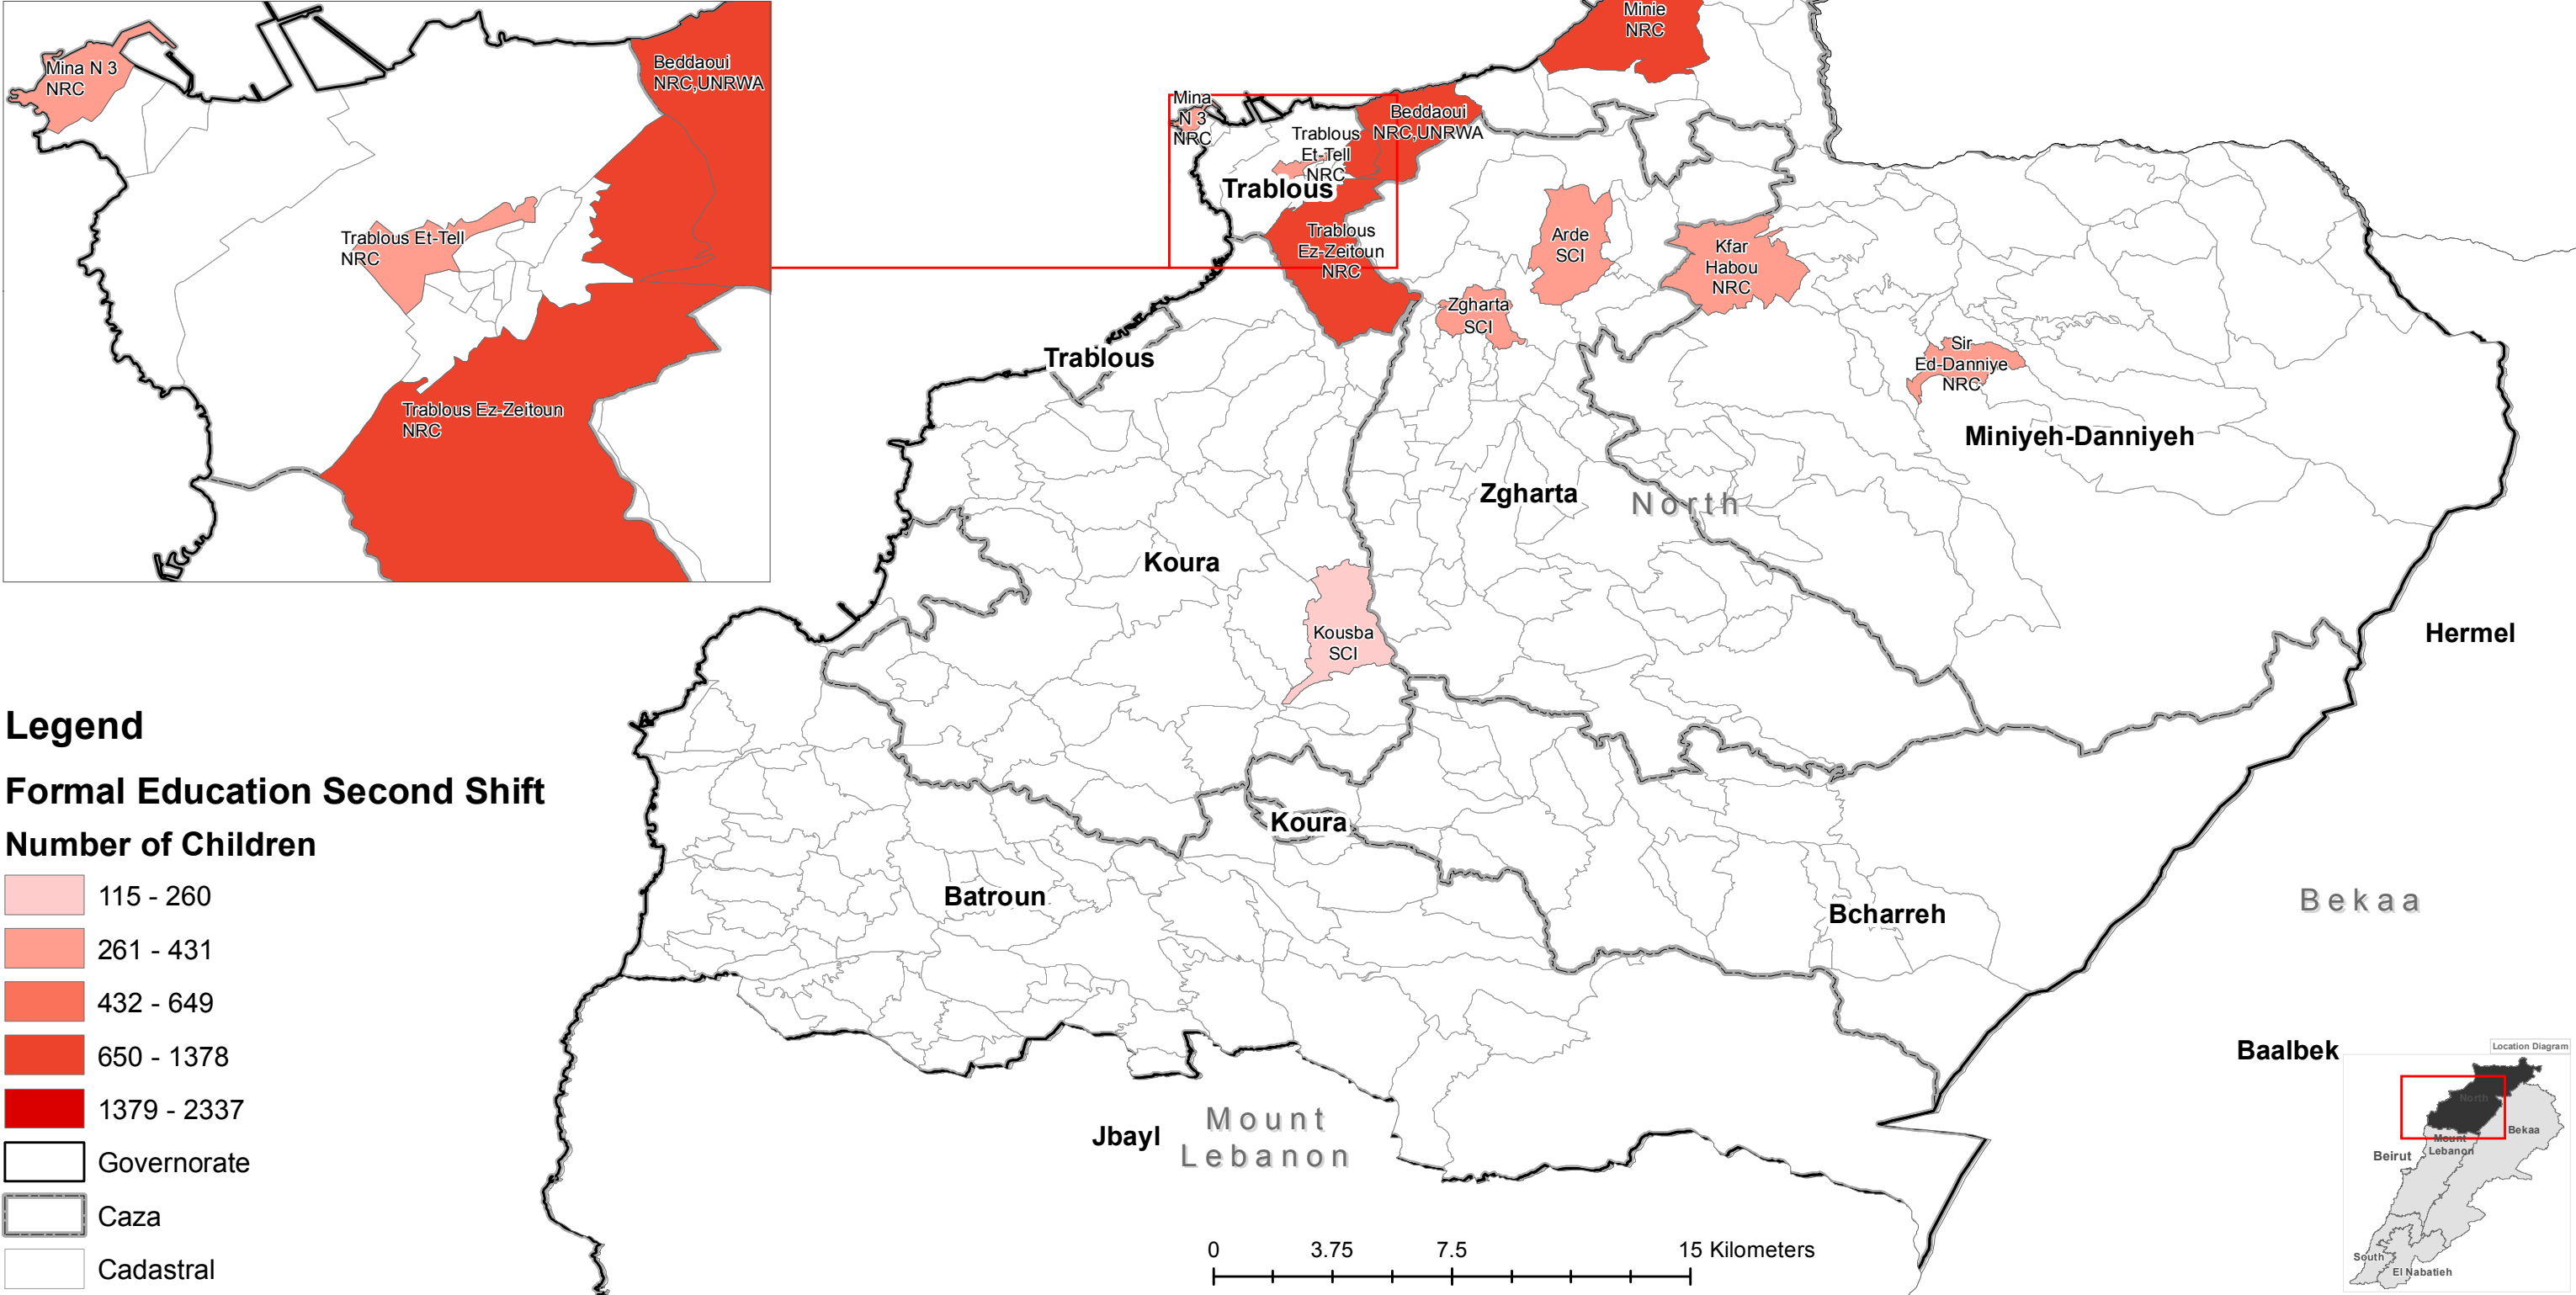 Mina N 3
NRC
Beddaoui
NRC,UNRWA
Trablous Et-Tell
NRC
Trablous Ez-Zeitoun
NRC
Minie
NRC
Mina
N 3
NRC
Beddaoui
NRC,UNRWA
Trablous
Et-Tell
NRC
Trablous
Trablous
Ez-Zeitoun
NRC
Arde
SCI
Kfar
Habou
NRC
Zgharta
SCI
Sir
Ed-Danniye
NRC
Trablous
Miniyeh-Danniyeh
Zgharta
North
Koura
Kousba
SCI
Hermel
Koura
Batroun
Bcharreh
Bekaa
Baalbek
Jbayl
Mount
Lebanon
Legend
Formal Education Second Shift
Number of Children
115 - 260
261 - 431
432 - 649
650 - 1378
1379 - 2337
Governorate
Caza
Cadastral
0 3.75 7.5 15 Kilometers
Location Diagram
North
Bekaa
Mount
Lebanon
Beirut
South
El Nabatieh